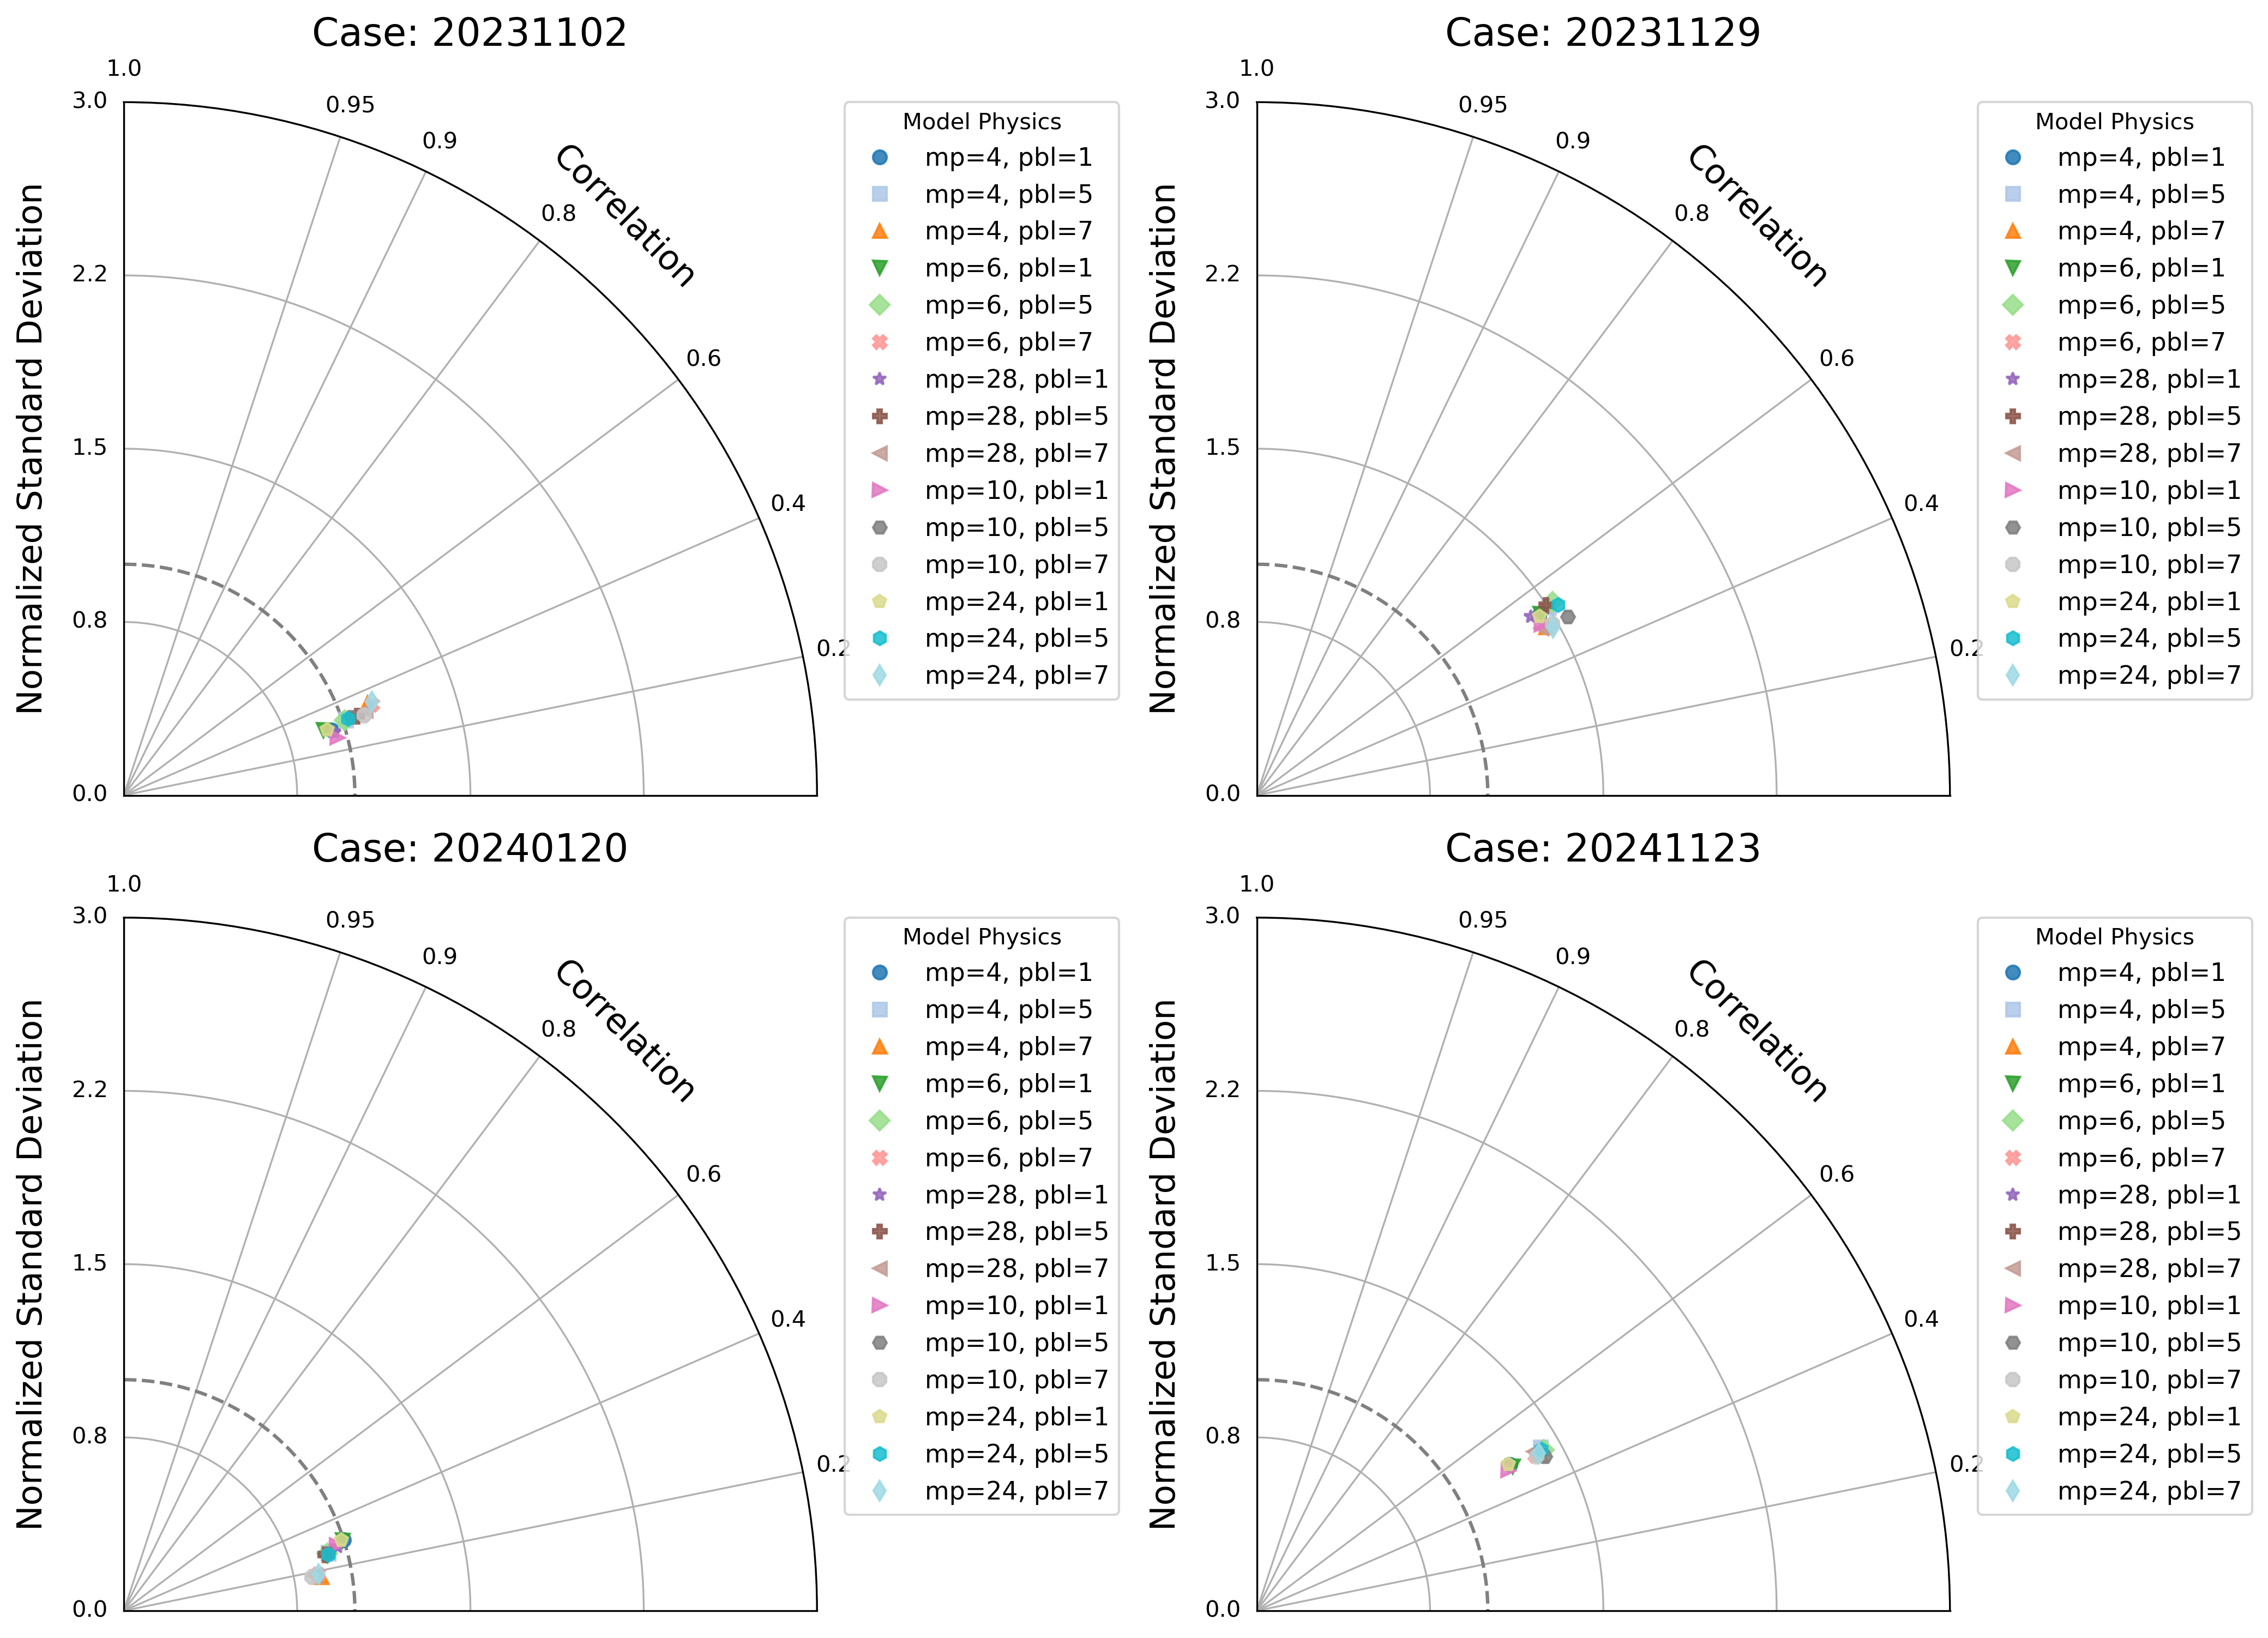 Case: 20231102
1.0
3.0
0.95
0.9
Correlation
0.8
2.2
0.6
Normalized Standard Deviation
1.5
0.4
0.8
0.2
0.0
Model Physics
mp=4, pbl=1
mp=4, pbl=5
mp=4, pbl=7
mp=6, pbl=1
mp=6, pbl=5
mp=6, pbl=7
mp=28, pbl=1
mp=28, pbl=5
mp=28, pbl=7
mp=10, pbl=1
mp=10, pbl=5
mp=10, pbl=7
mp=24, pbl=1
mp=24, pbl=5
mp=24, pbl=7
Case: 20231129
1.0
3.0
0.95
0.9
Correlation
0.8
2.2
0.6
Normalized Standard Deviation
1.5
0.4
0.8
0.2
0.0
Model Physics
mp=4, pbl=1
mp=4, pbl=5
mp=4, pbl=7
mp=6, pbl=1
mp=6, pbl=5
mp=6, pbl=7
mp=28, pbl=1
mp=28, pbl=5
mp=28, pbl=7
mp=10, pbl=1
mp=10, pbl=5
mp=10, pbl=7
mp=24, pbl=1
mp=24, pbl=5
mp=24, pbl=7
Case: 20240120
1.0
3.0
0.95
0.9
Correlation
0.8
2.2
0.6
Normalized Standard Deviation
1.5
0.4
0.8
0.2
0.0
Model Physics
mp=4, pbl=1
mp=4, pbl=5
mp=4, pbl=7
mp=6, pbl=1
mp=6, pbl=5
mp=6, pbl=7
mp=28, pbl=1
mp=28, pbl=5
mp=28, pbl=7
mp=10, pbl=1
mp=10, pbl=5
mp=10, pbl=7
mp=24, pbl=1
mp=24, pbl=5
mp=24, pbl=7
Case: 20241123
1.0
3.0
0.95
0.9
Correlation
0.8
2.2
0.6
Normalized Standard Deviation
1.5
0.4
0.8
0.2
0.0
Model Physics
mp=4, pbl=1
mp=4, pbl=5
mp=4, pbl=7
mp=6, pbl=1
mp=6, pbl=5
mp=6, pbl=7
mp=28, pbl=1
mp=28, pbl=5
mp=28, pbl=7
mp=10, pbl=1
mp=10, pbl=5
mp=10, pbl=7
mp=24, pbl=1
mp=24, pbl=5
mp=24, pbl=7